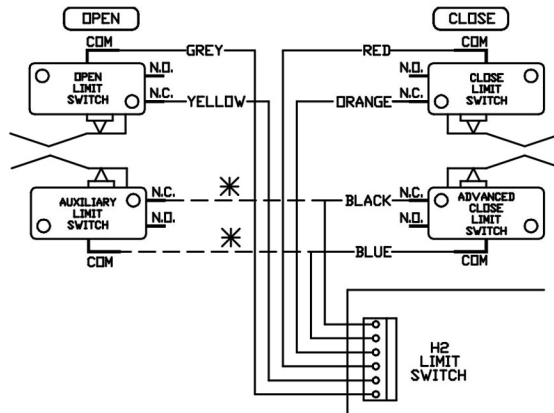 OPEN
CLOSE
COM
COM
GREY
RED
N.O.
N.O.
OPEN
LIMIT
SWITCH
CLOSE
LIMIT
SWITCH
N.C.
YELLOW
ORANGE
N.C.
AUXILIARY
LIMIT
SWITCH
N.C.
BLACK
N.C.
ADVANCED
CLOSE
LIMIT
SWITCH
N.O.
N.O.
COM
BLUE
COM
H2
LIMIT
SWITCH